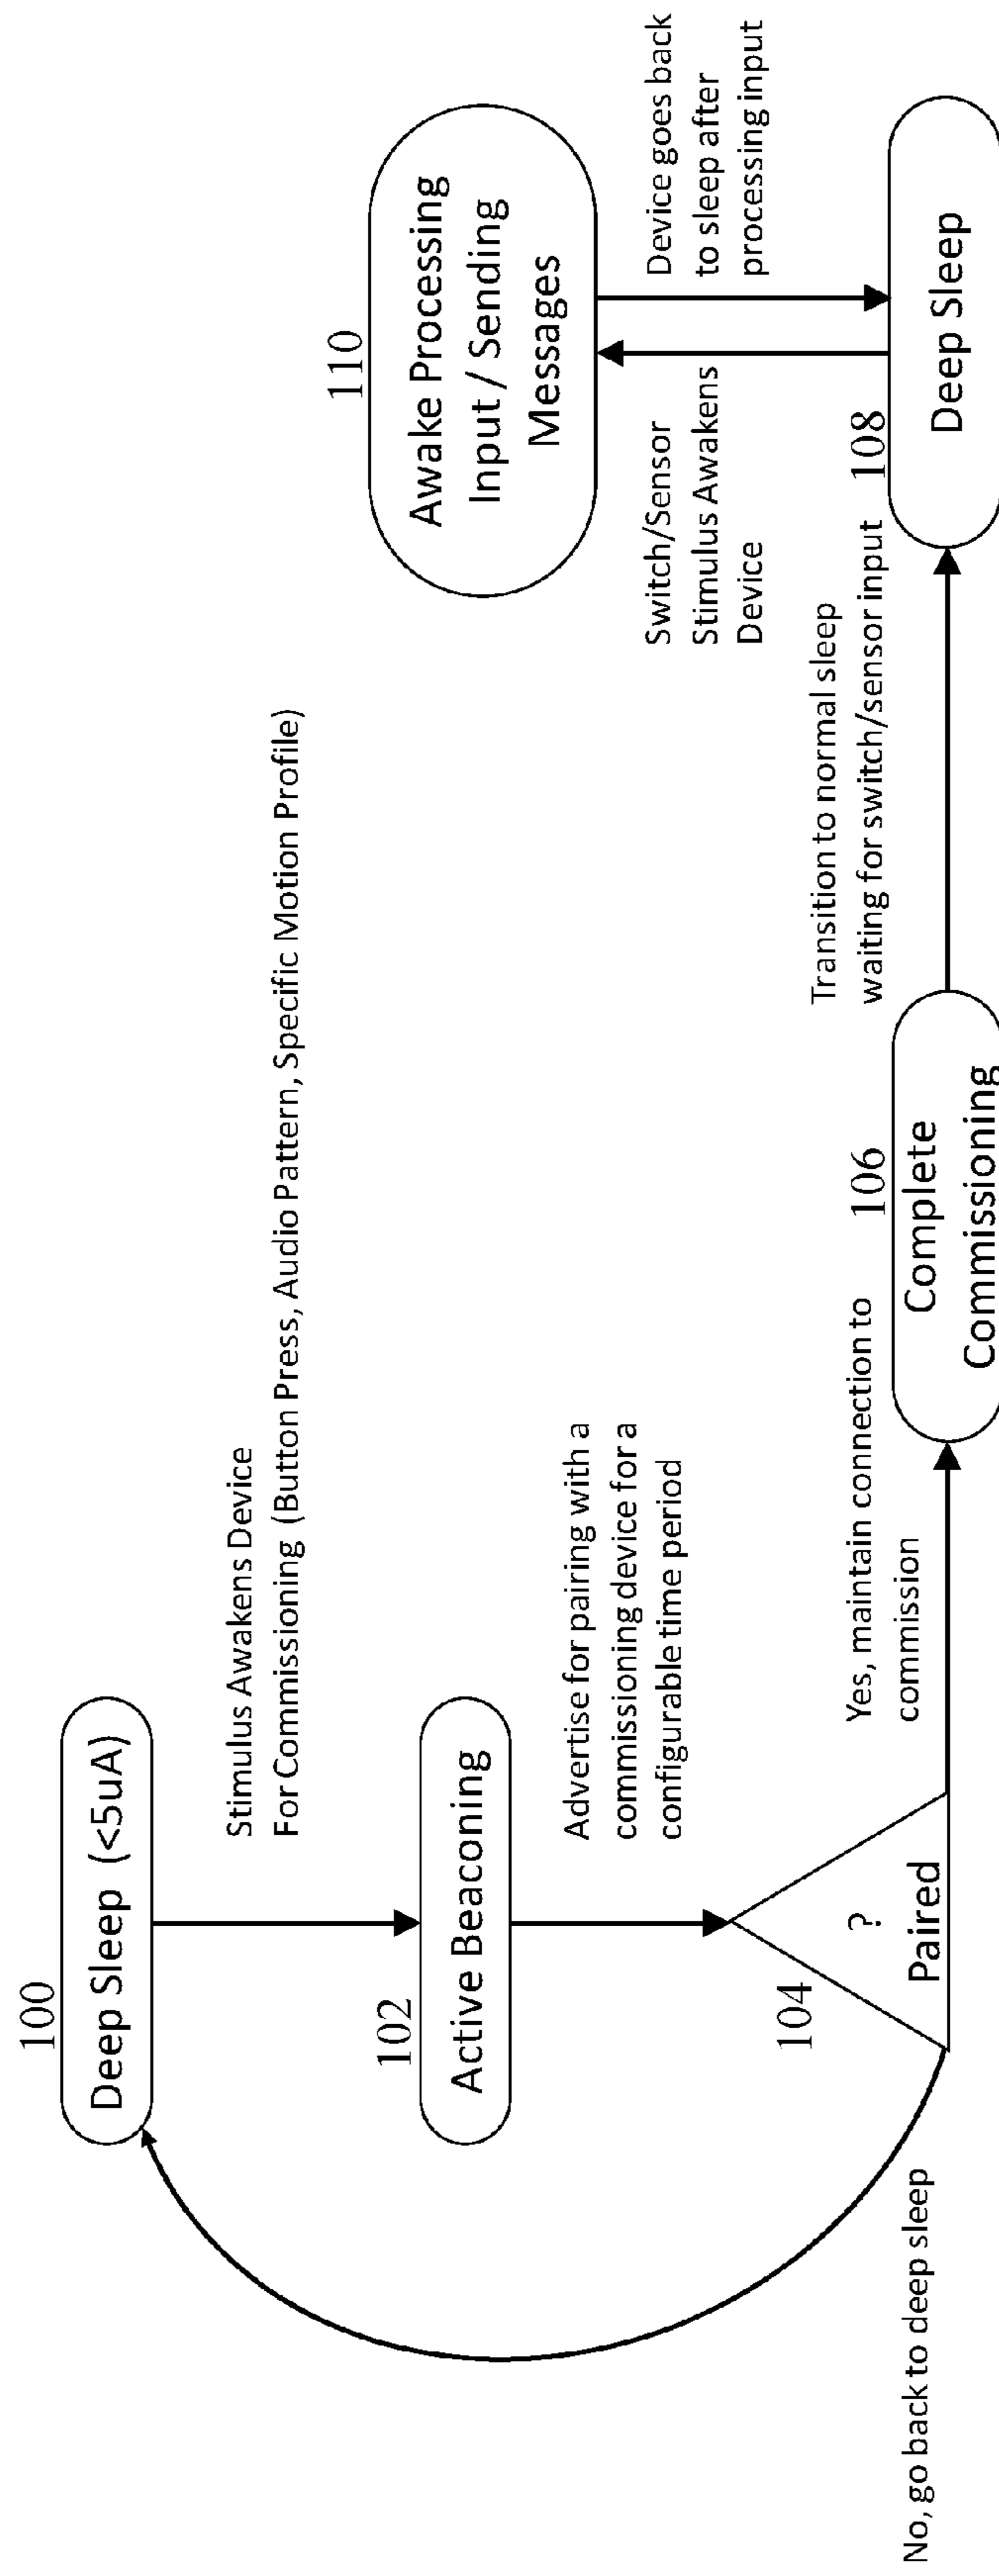 100
Deep Sleep (<5uA)
Stimulus Awakens Device
For Commissioning (Button Press, Audio Pattern, Specific Motion Profile)
102
Active Beaconing
Advertise for pairing with a
commissioning device for a
configurable time period
104
?
Paired
No, go back to deep sleep
Yes, maintain connection to
commission
106
Complete
Commissioning
Transition to normal sleep
waiting for switch/sensor input
108
Deep Sleep
Switch/Sensor
Stimulus Awakens
Device
Device goes back
to sleep after
processing input
110
Awake Processing
Input / Sending
Messages